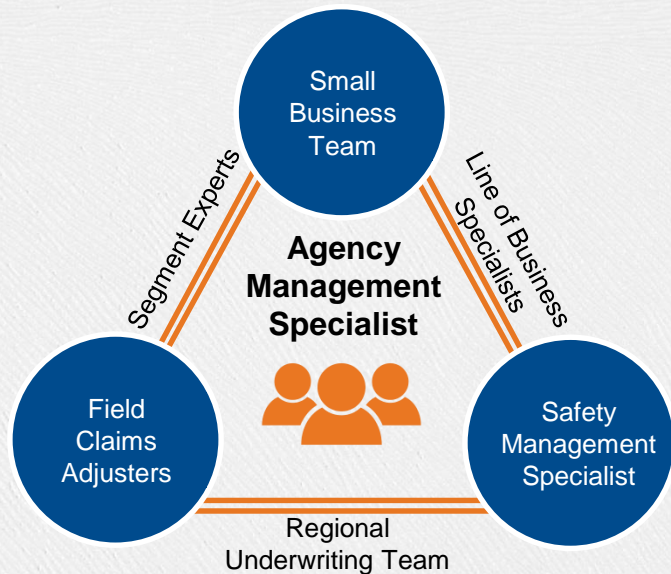 Small
Business
Team
Segment Experts
Line of Business
Specialists
Agency
Management
Specialist
Field
Claims
Adjusters
Safety
Management
Specialist
Regional
Underwriting Team